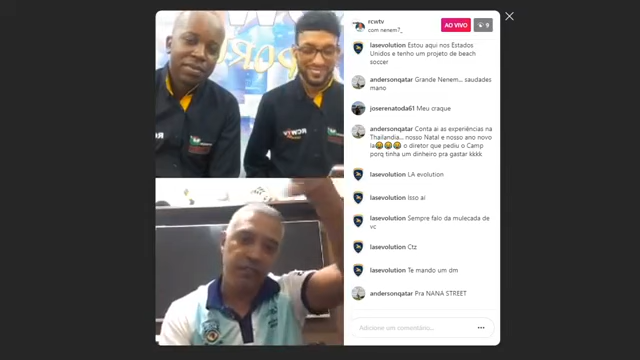 rcwtv
com nenem7_
AO VIVO
9
lasevolution Estou aqui nos Estados
Unidos e tenho um projeto de beach
soccer
andersonqatar Grande Nenem... saudades
mano
joserenatoda61 Meu craque
andersonqatar Conta ai as experiências na
Thailandia... nosso Natal e nosso ano novo
la😂😂😂 o diretor que pediu o Camp
porq tinha um dinheiro pra gastar kkkk
lasevolution LA evolution
lasevolution Isso ai
lasevolution Sempre falo da mulecada de
vc
lasevolution Ctz
lasevolution Te mando um dm
andersonqatar Pra NANA STREET
Adicione um comentário...